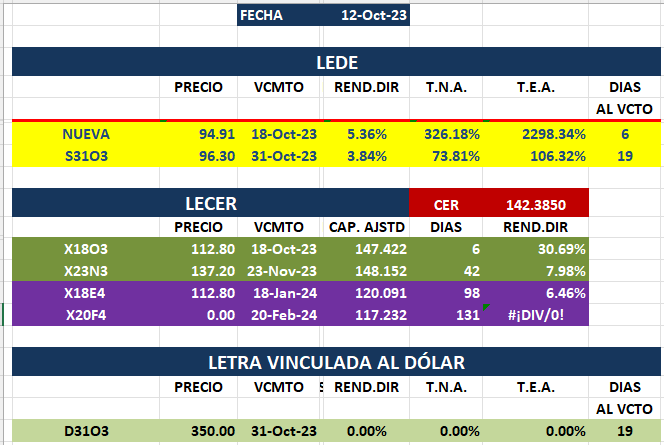 FECHA 12-Oct-23
LEDE
PRECIO VCMTO REND.DIR T.N.A. T.E.A. DIAS
AL VCTO
NUEVA 94.91 18-Oct-23 5.36% 326.18% 2298.34% 6
S31O3 96.30 31-Oct-23 3.84% 73.81% 106.32% 19
LECER CER 142.3850
PRECIO VCMTO CAP. AJSTD DIAS REND.DIR
X18O3 112.80 18-Oct-23 147.422 6 30.69%
X23N3 137.20 23-Nov-23 148.152 42 7.98%
X18E4 112.80 18-Jan-24 120.091 98 6.46%
X20F4 0.00 20-Feb-24 117.232 131 #¡DIV/0!
LETRA VINCULADA AL DÓLAR
PRECIO VCMTO REND.DIR T.N.A. T.E.A. DIAS
AL VCTO
D31O3 350.00 31-Oct-23 0.00% 0.00% 0.00% 19